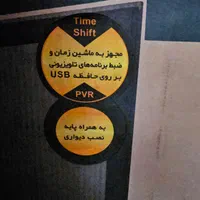 Time
Shift
مجهز به ماشین زمان و
ضبط برنامه‌های تلویزیونی
بر روی حافظه USB
PVR
به همراه پایه
نصب دیواری